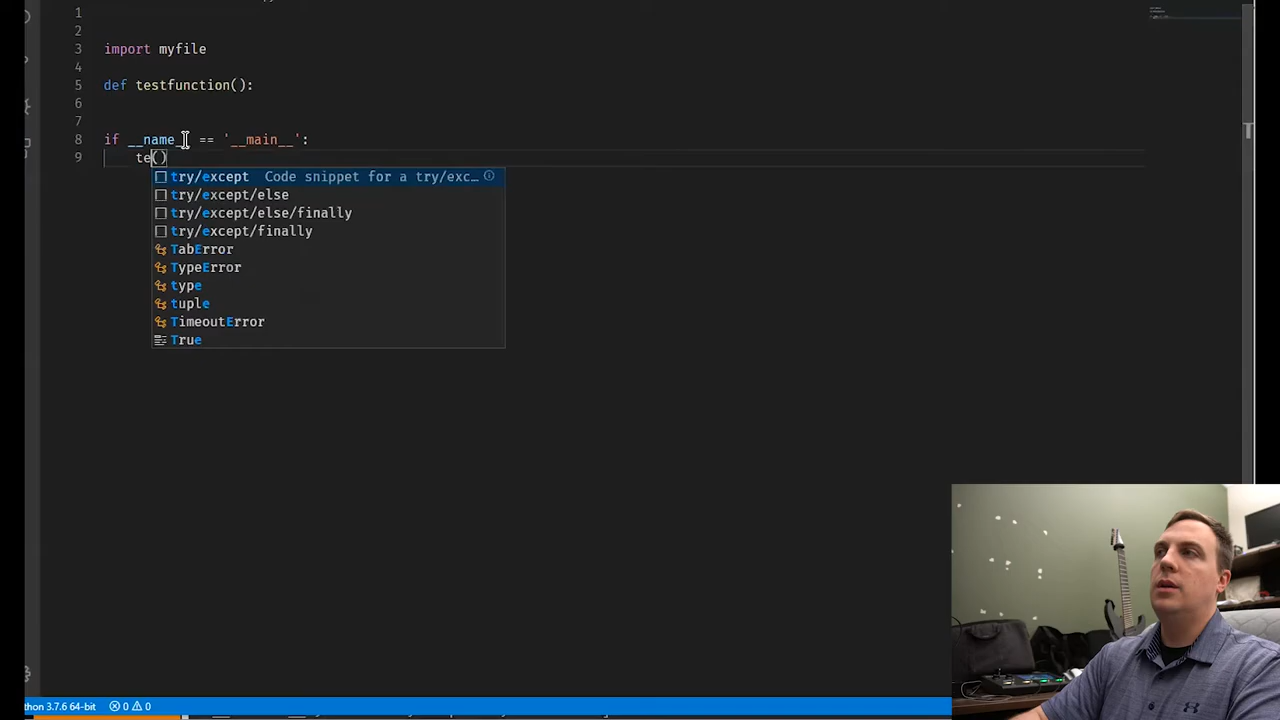 1
2
3 import myfile
4
5 def testfunction():
6
7
8 if __name__ == '__main__':
9 te()
try/except Code snippet for a try/exc…
try/except/else
try/except/else/finally
try/except/finally
TabError
TypeError
type
tuple
TimeoutError
True
thon 3.7.6 64-bit 0 0